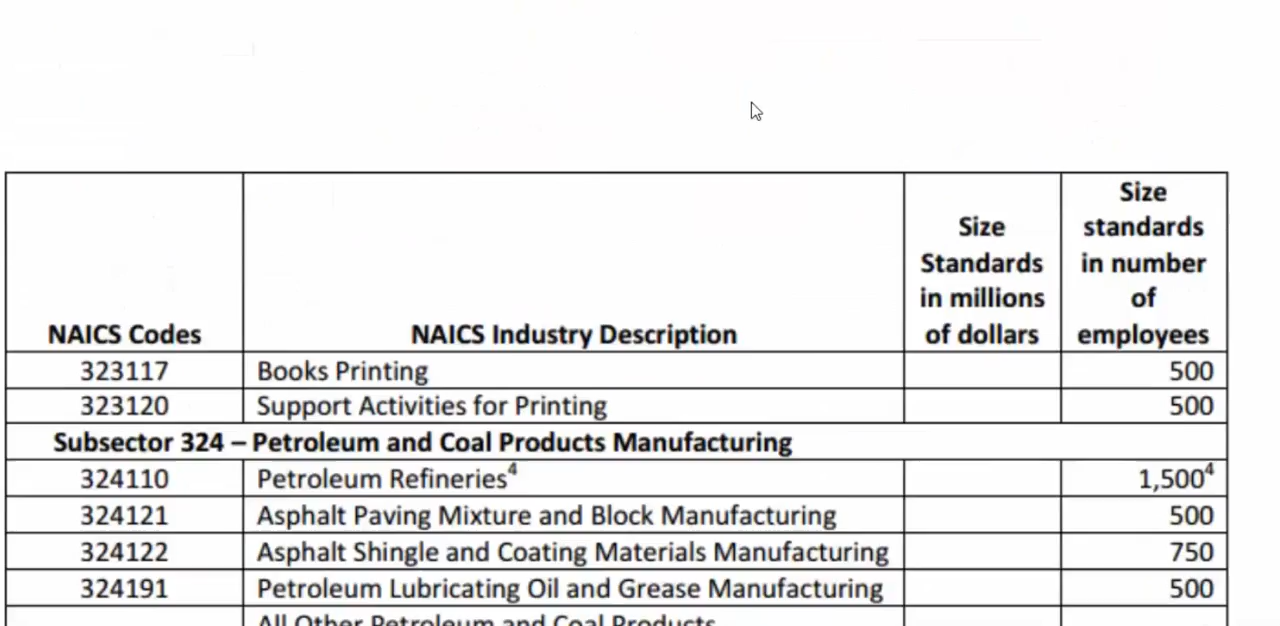 NAICS Codes NAICS Industry Description Size Standards in millions of dollars Size standards in number of employees
323117 Books Printing 500
323120 Support Activities for Printing 500
Subsector 324 – Petroleum and Coal Products Manufacturing
324110 Petroleum Refineries⁴ 1,500⁴
324121 Asphalt Paving Mixture and Block Manufacturing 500
324122 Asphalt Shingle and Coating Materials Manufacturing 750
324191 Petroleum Lubricating Oil and Grease Manufacturing 500
All Other Petroleum and Coal Products